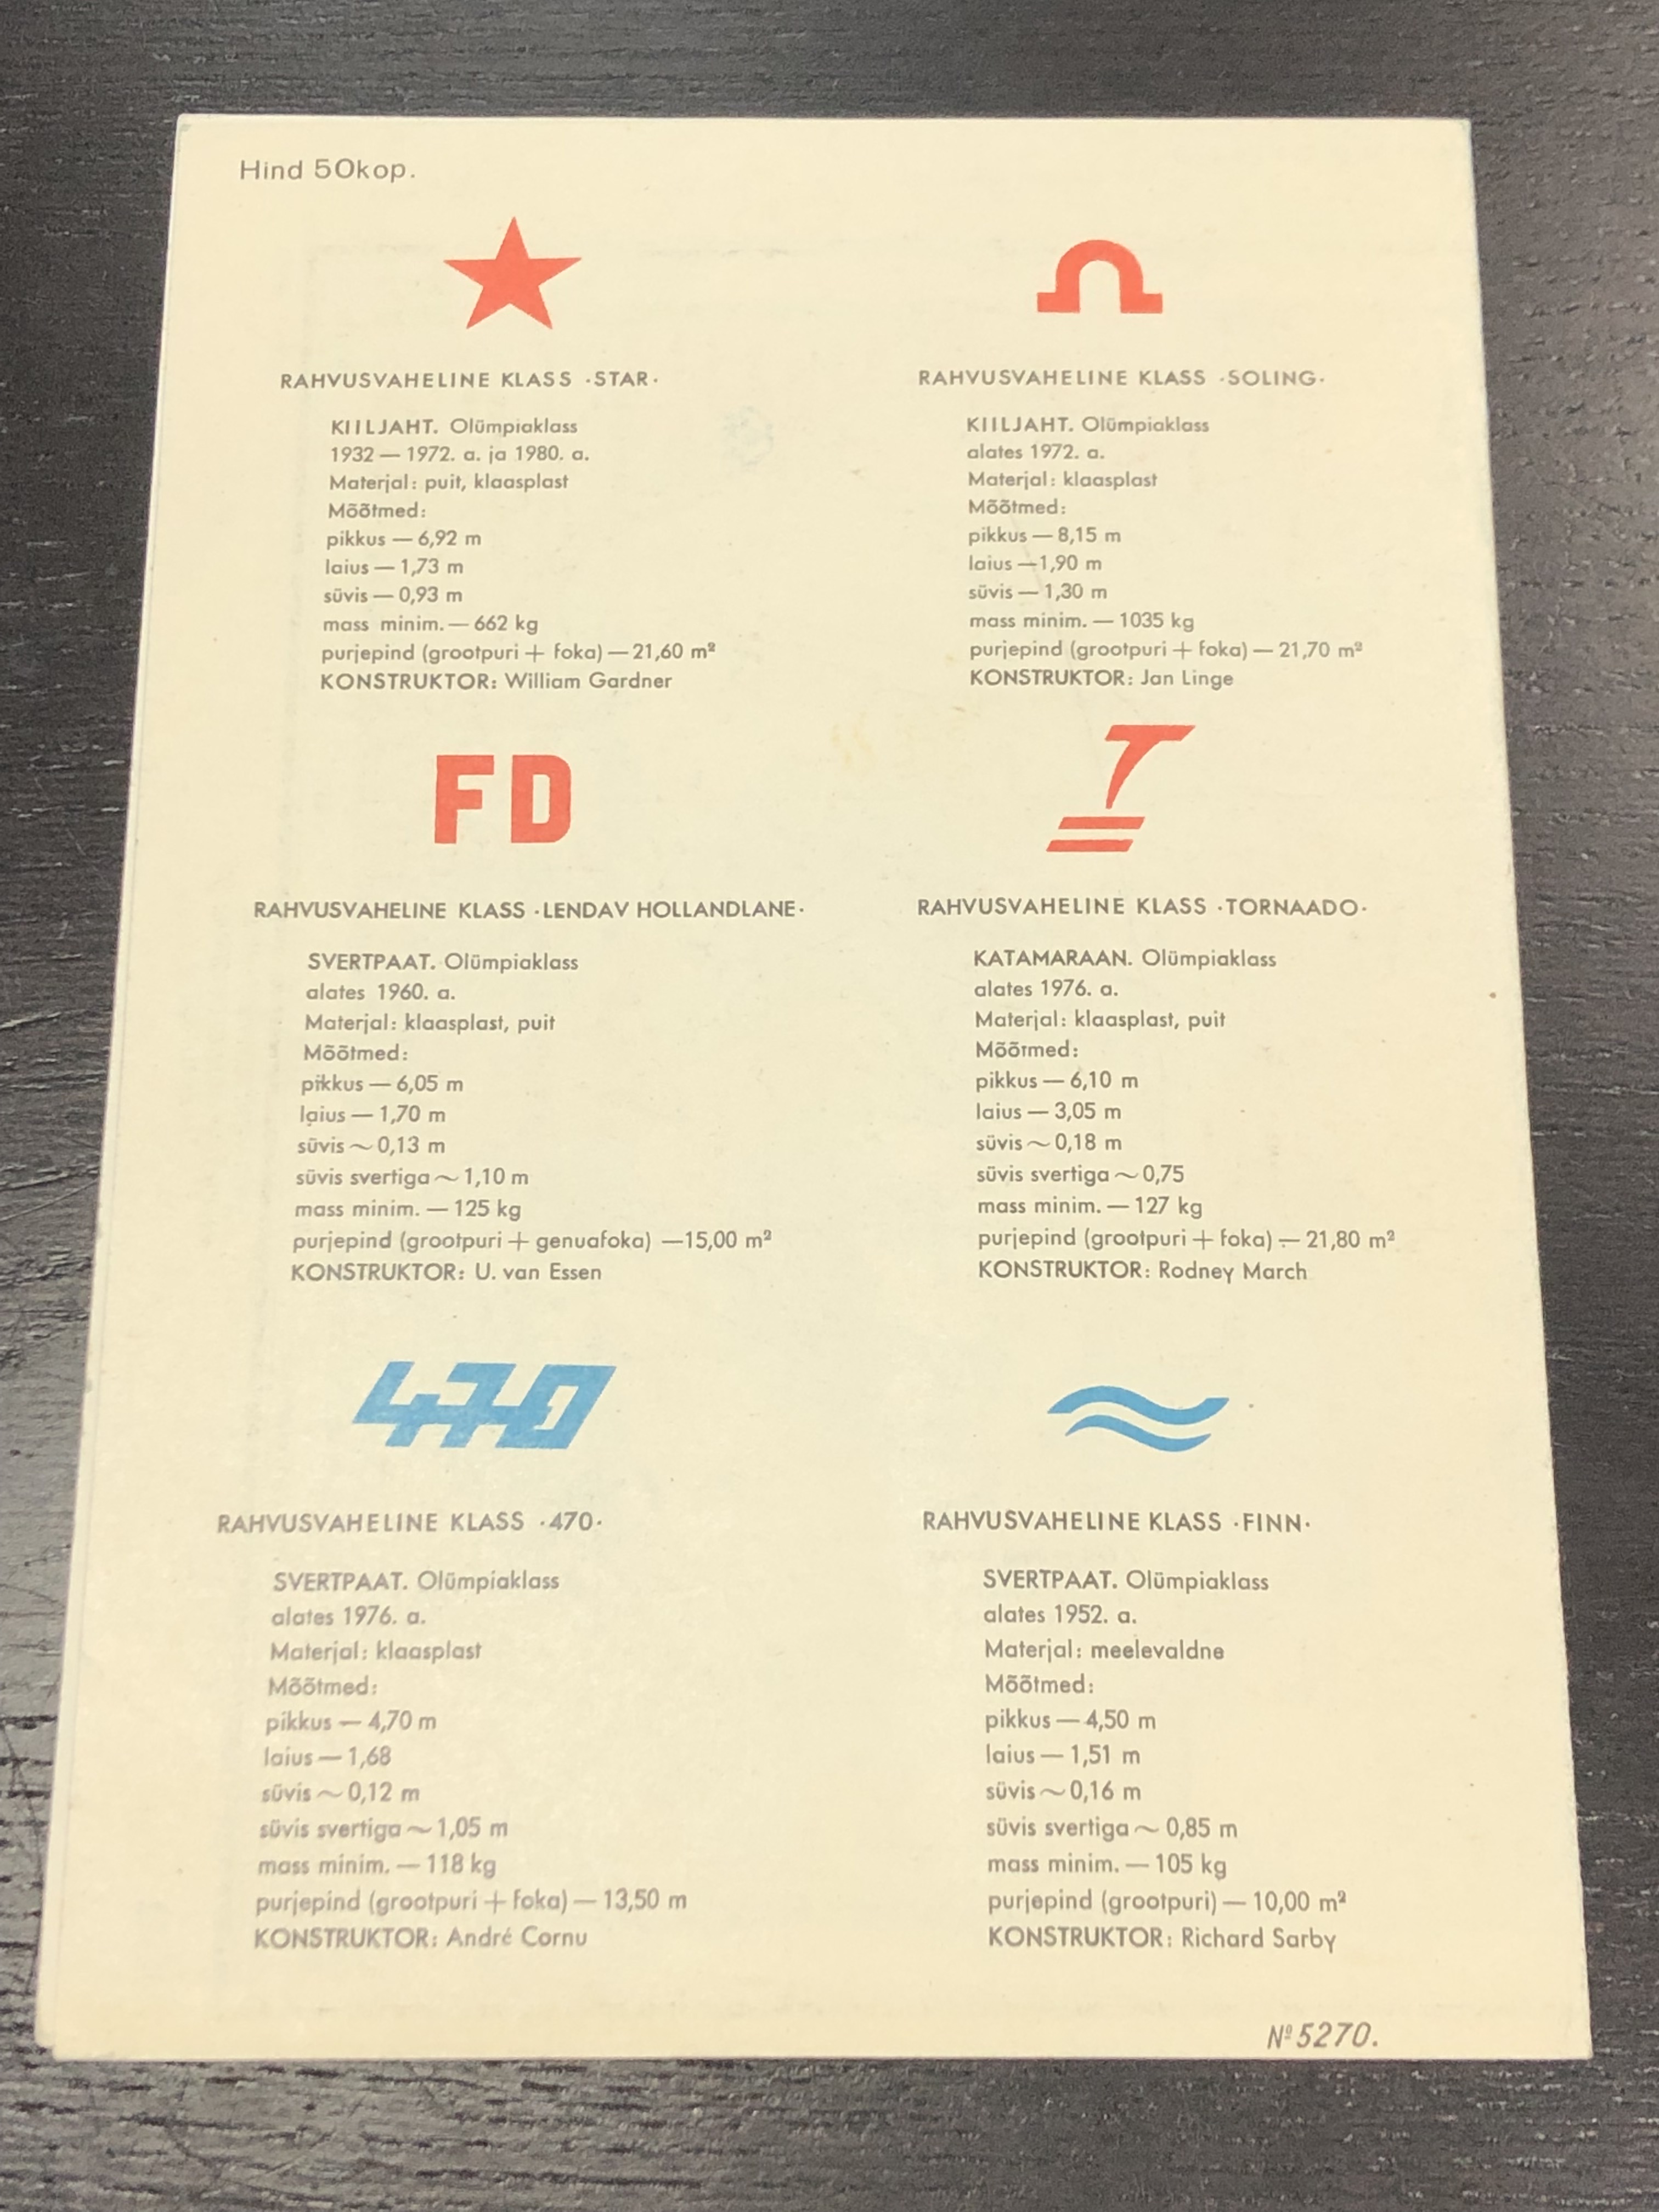 Hind 50kop.
RAHVUSVAHELINE KLASS ·STAR·
KIILJAHT. Olümpiaklass
1932 — 1972. a. ja 1980. a.
Materjal: puit, klaasplast
Mõõtmed:
pikkus — 6,92 m
laius — 1,73 m
süvis — 0,93 m
mass minim. — 662 kg
purjepind (grootpuri + foka) — 21,60 m²
KONSTRUKTOR: William Gardner
RAHVUSVAHELINE KLASS ·SOLING·
KIILJAHT. Olümpiaklass
alates 1972. a.
Materjal: klaasplast
Mõõtmed:
pikkus — 8,15 m
laius — 1,90 m
süvis — 1,30 m
mass minim. — 1035 kg
purjepind (grootpuri + foka) — 21,70 m²
KONSTRUKTOR: Jan Linge
FD
RAHVUSVAHELINE KLASS ·LENDAV HOLLANDLANE·
SVERTPAAT. Olümpiaklass
alates 1960. a.
Materjal: klaasplast, puit
Mõõtmed:
pikkus — 6,05 m
laius — 1,70 m
süvis ~ 0,13 m
süvis svertiga ~ 1,10 m
mass minim. — 125 kg
purjepind (grootpuri + genuafoka) — 15,00 m²
KONSTRUKTOR: U. van Essen
T
RAHVUSVAHELINE KLASS ·TORNAADO·
KATAMARAAN. Olümpiaklass
alates 1976. a.
Materjal: klaasplast, puit
Mõõtmed:
pikkus — 6,10 m
laius — 3,05 m
süvis ~ 0,18 m
süvis svertiga ~ 0,75
mass minim. — 127 kg
purjepind (grootpuri + foka) — 21,80 m²
KONSTRUKTOR: Rodney March
470
RAHVUSVAHELINE KLASS ·470·
SVERTPAAT. Olümpiaklass
alates 1976. a.
Materjal: klaasplast
Mõõtmed:
pikkus — 4,70 m
laius — 1,68
süvis ~ 0,12 m
süvis svertiga ~ 1,05 m
mass minim. — 118 kg
purjepind (grootpuri + foka) — 13,50 m
KONSTRUKTOR: André Cornu
RAHVUSVAHELINE KLASS ·FINN·
SVERTPAAT. Olümpiaklass
alates 1952. a.
Materjal: meelevaldne
Mõõtmed:
pikkus — 4,50 m
laius — 1,51 m
süvis ~ 0,16 m
süvis svertiga ~ 0,85 m
mass minim. — 105 kg
purjepind (grootpuri) — 10,00 m²
KONSTRUKTOR: Richard Sarby
№ 5270.